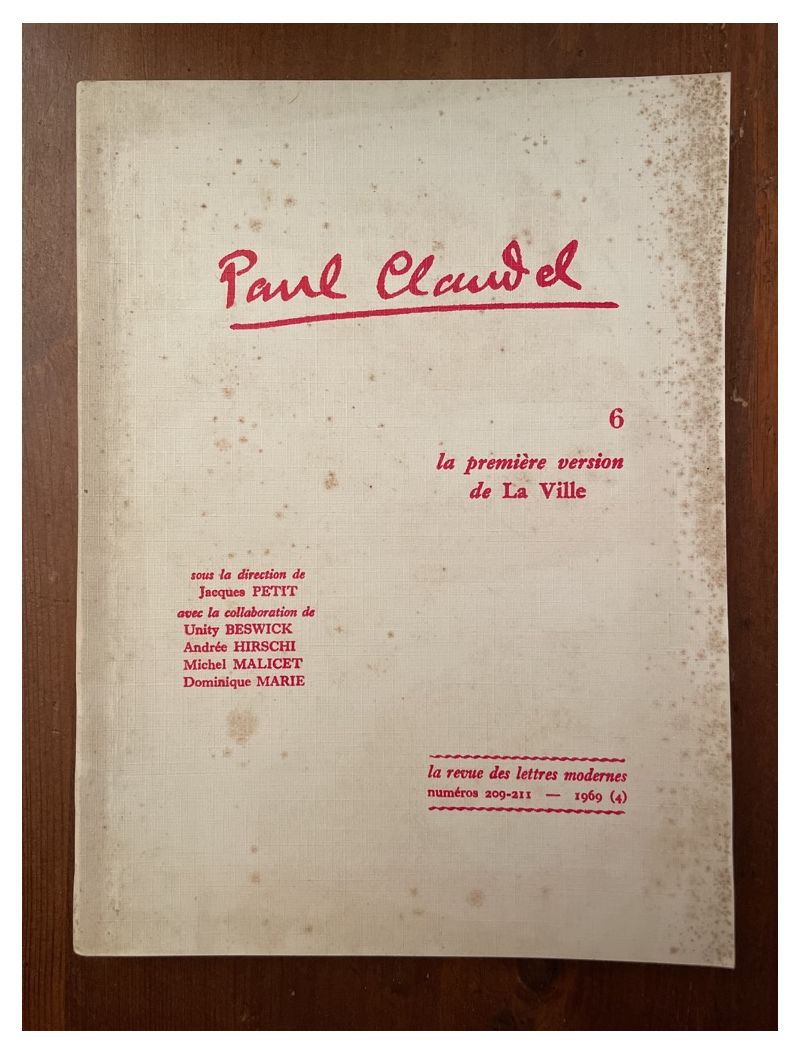 Paul Claudel
6
la première version
de La Ville
sous la direction de
Jacques PETIT
avec la collaboration de
Unity BESWICK
Andrée HIRSCHI
Michel MALICET
Dominique MARIE
la revue des lettres modernes
numéros 209-211 — 1969 (4)